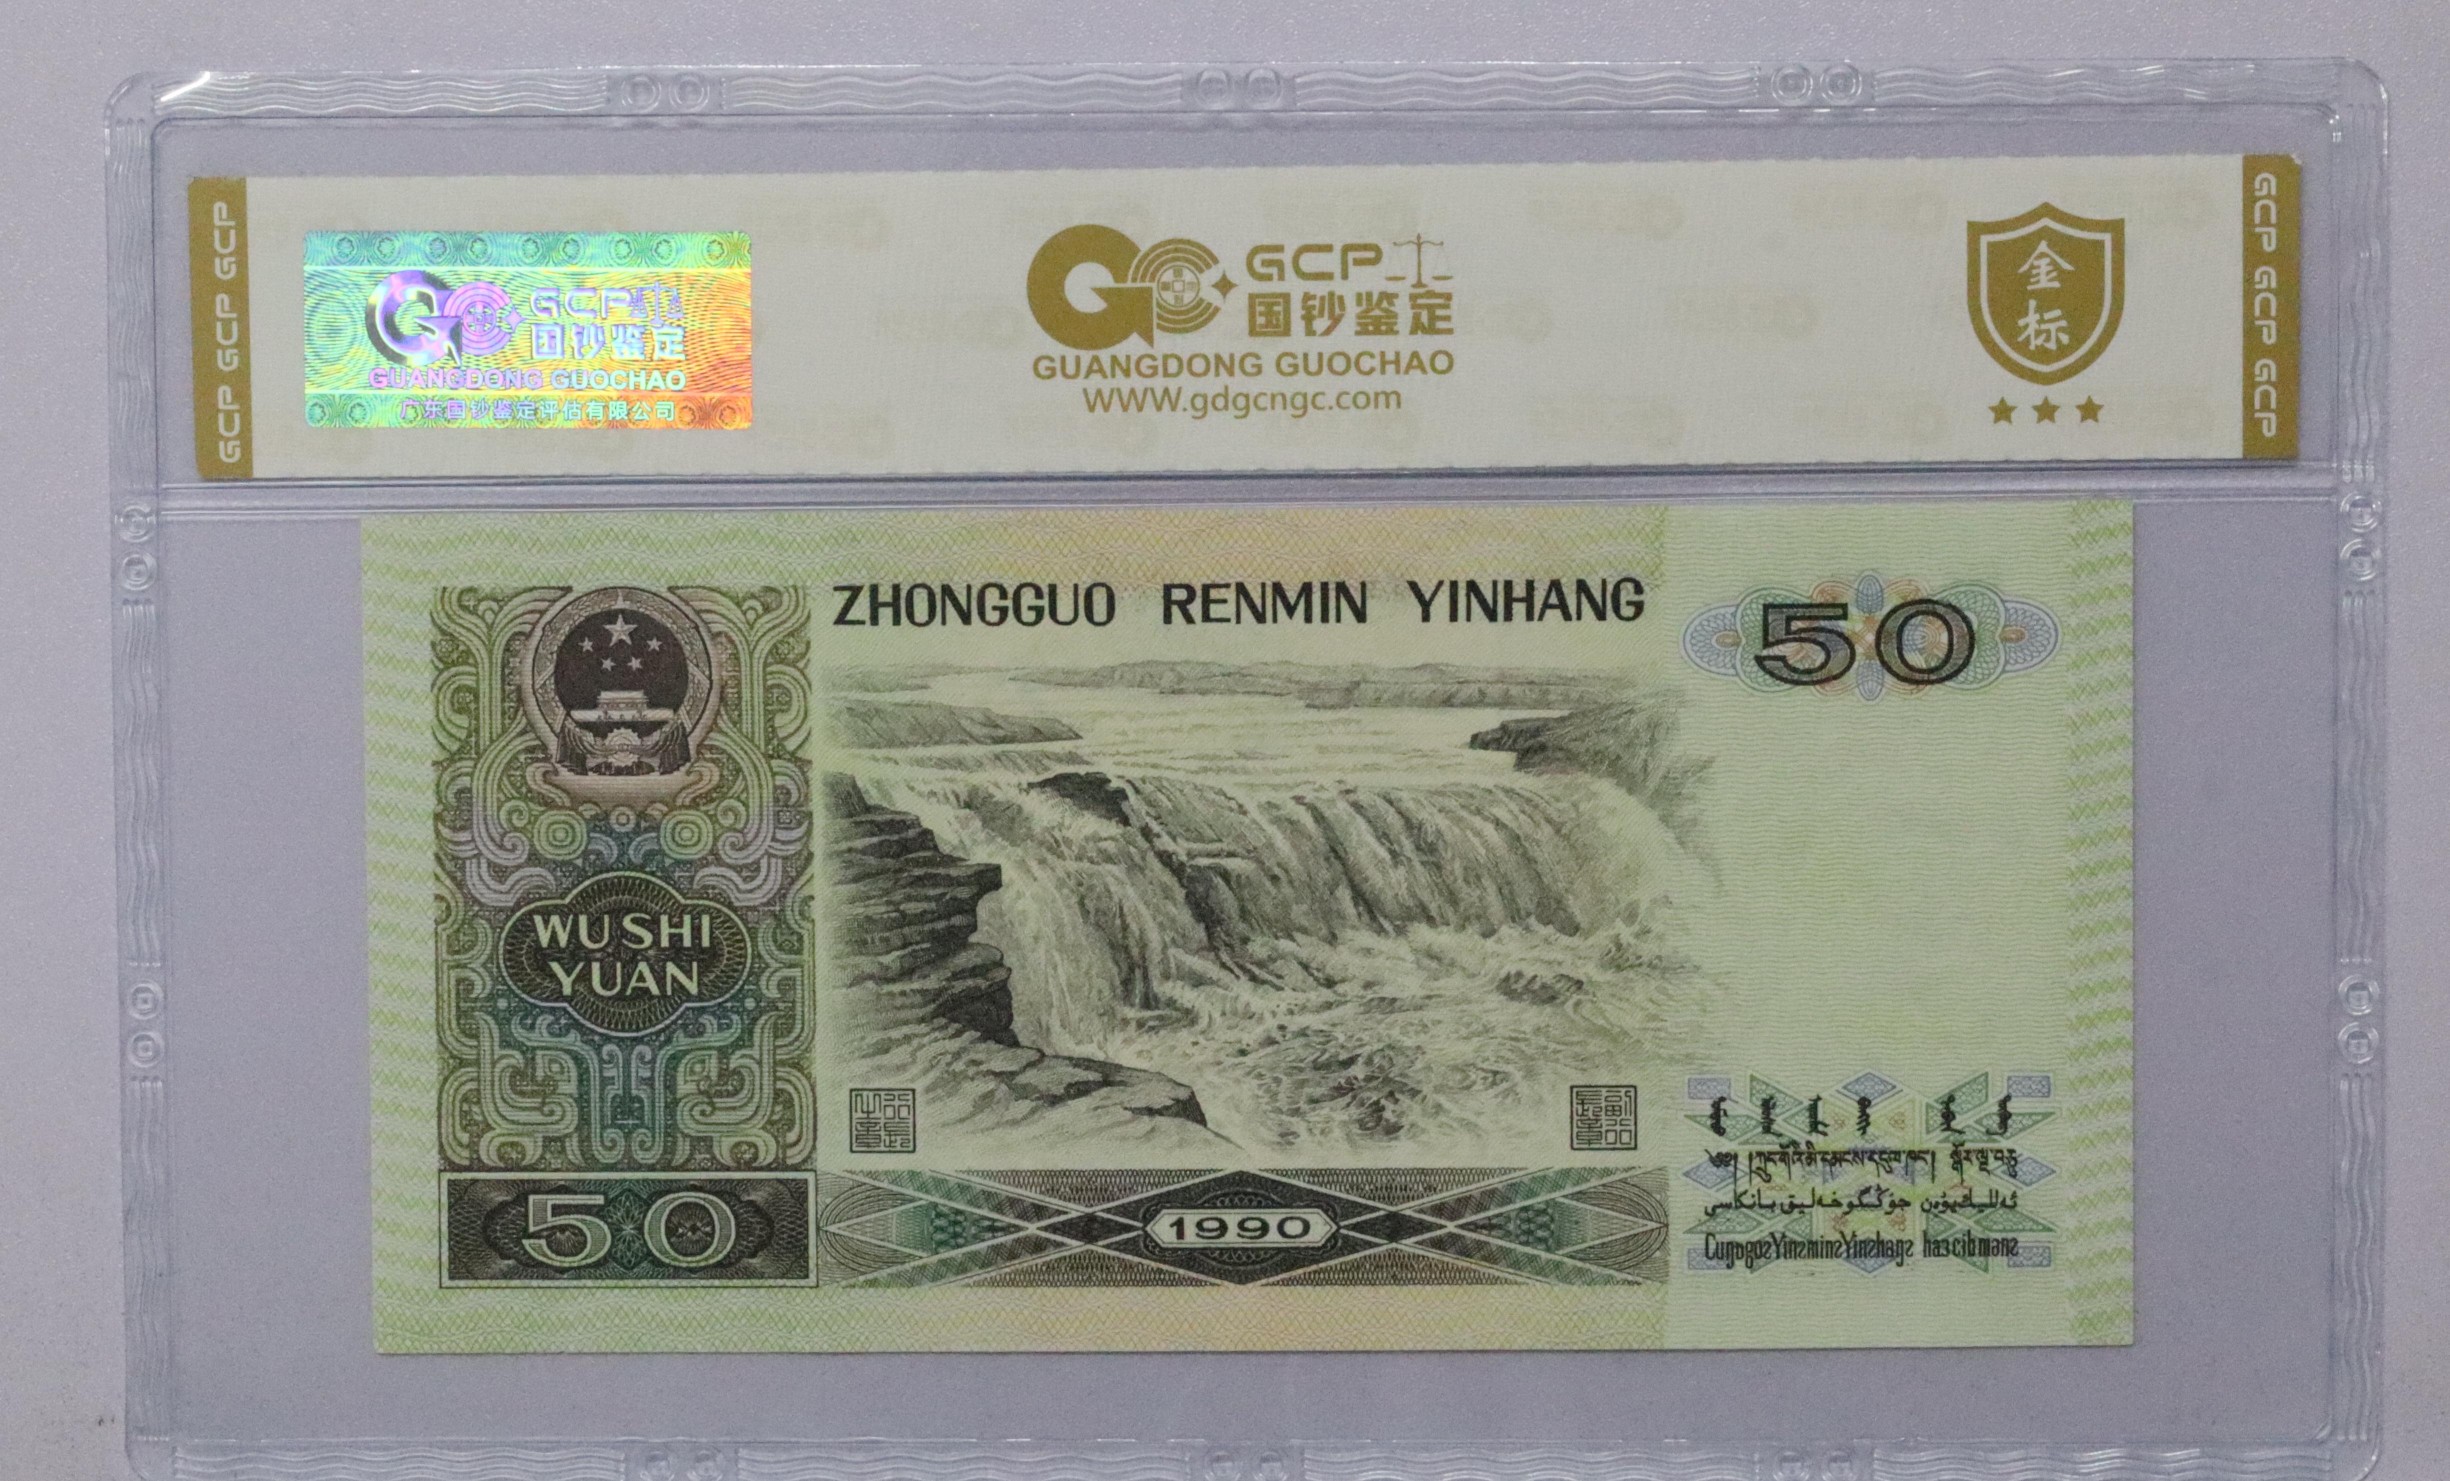 GCP GCP GCP
GCP
国钞鉴定
GUANGDONG GUOCHAO
广东国钞鉴定评估有限公司
GCP
国钞鉴定
GUANGDONG GUOCHAO
WWW.gdgcngc.com
金
标
GCP GCP GCP
ZHONGGUO RENMIN YINHANG
50
WU SHI
YUAN
50
1990